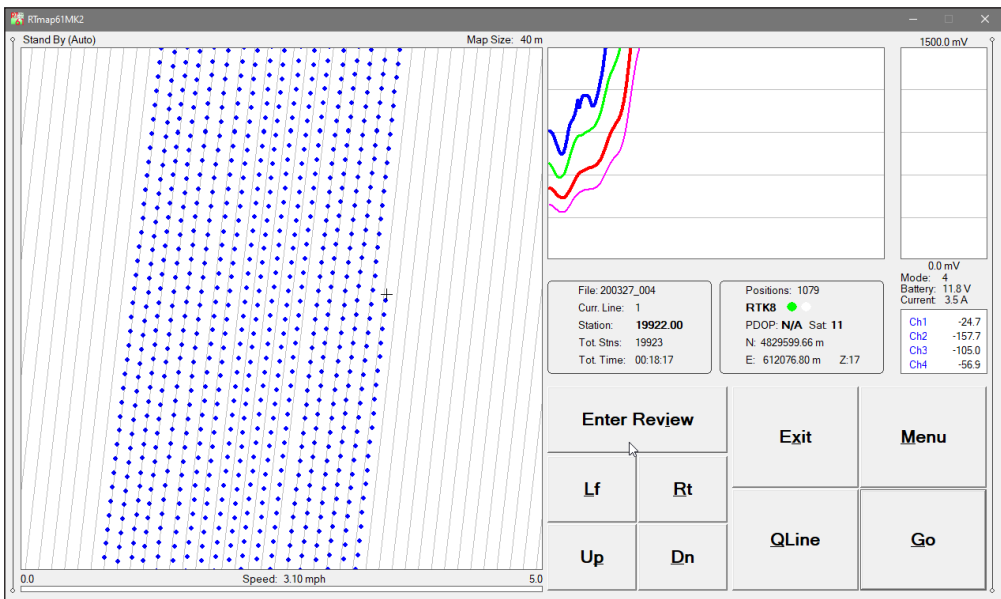 RTmap61MK2
Stand By (Auto) Map Size: 40 m
0.0 Speed: 3.10 mph 5.0
1500.0 mV
0.0 mV
Mode: 4
Battery: 11.8 V
Current: 3.5 A
Ch1 -24.7
Ch2 -157.7
Ch3 -105.0
Ch4 -56.9
File: 200327_004
Curr. Line: 1
Station: 19922.00
Tot. Stns: 19923
Tot. Time: 00:18:17
Positions: 1079
RTK8
PDOP: N/A Sat: 11
N: 4829599.66 m
E: 612076.80 m Z:17
Enter Review
Exit
Menu
Lf
Rt
Up
Dn
QLine
Go